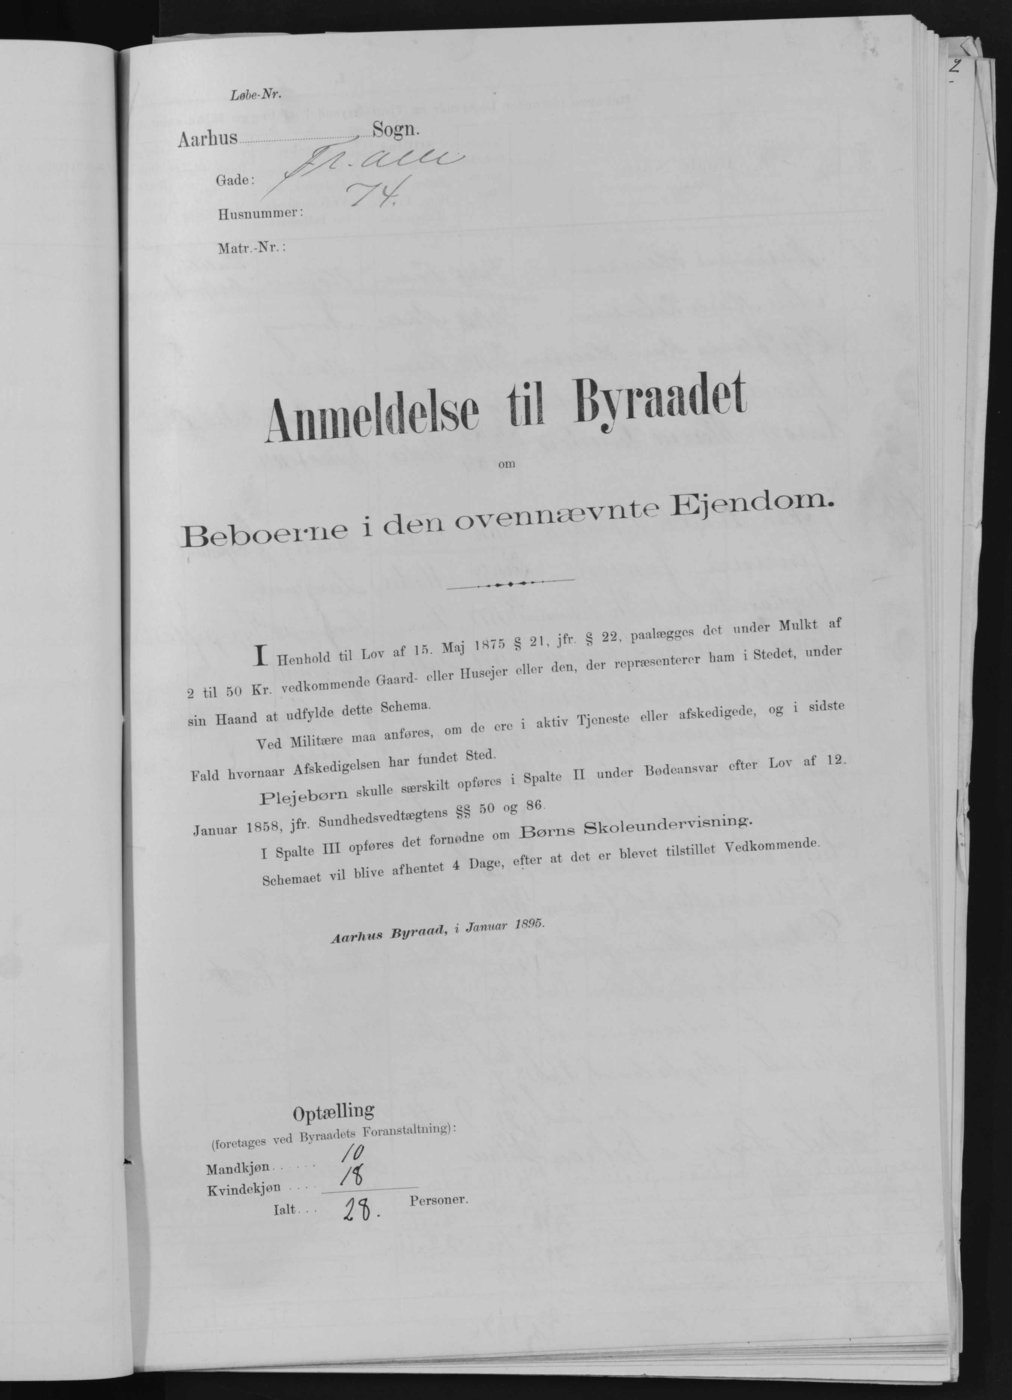 Løbe-Nr.
Aarhus Sogn.
Gade: Fr. alle
Husnummer: 74.
Matr.-Nr.:
Anmeldelse til Byraadet
om
Beboerne i den ovennævnte Ejendom.
I Henhold til Lov af 15. Maj 1875 § 21, jfr. § 22, paalægges det under Mulkt af
2 til 50 Kr. vedkommende Gaard- eller Husejer eller den, der repræsenterer ham i Stedet, under
sin Haand at udfylde dette Schema.
Ved Militære maa anføres, om de ere i aktiv Tjeneste eller afskedigede, og i sidste
Fald hvornaar Afskedigelsen har fundet Sted.
Plejebørn skulle særskilt opføres i Spalte II under Bødeansvar efter Lov af 12.
Januar 1858, jfr. Sundhedsvedtægtens §§ 50 og 86.
I Spalte III opføres det fornødne om Børns Skoleundervisning.
Schemaet vil blive afhentet 4 Dage, efter at det er blevet tilstillet Vedkommende.
Aarhus Byraad, i Januar 1895.
Optælling
(foretages ved Byraadets Foranstaltning):
Mandkjøn 10
Kvindekjøn 18
Ialt 28. Personer.
2